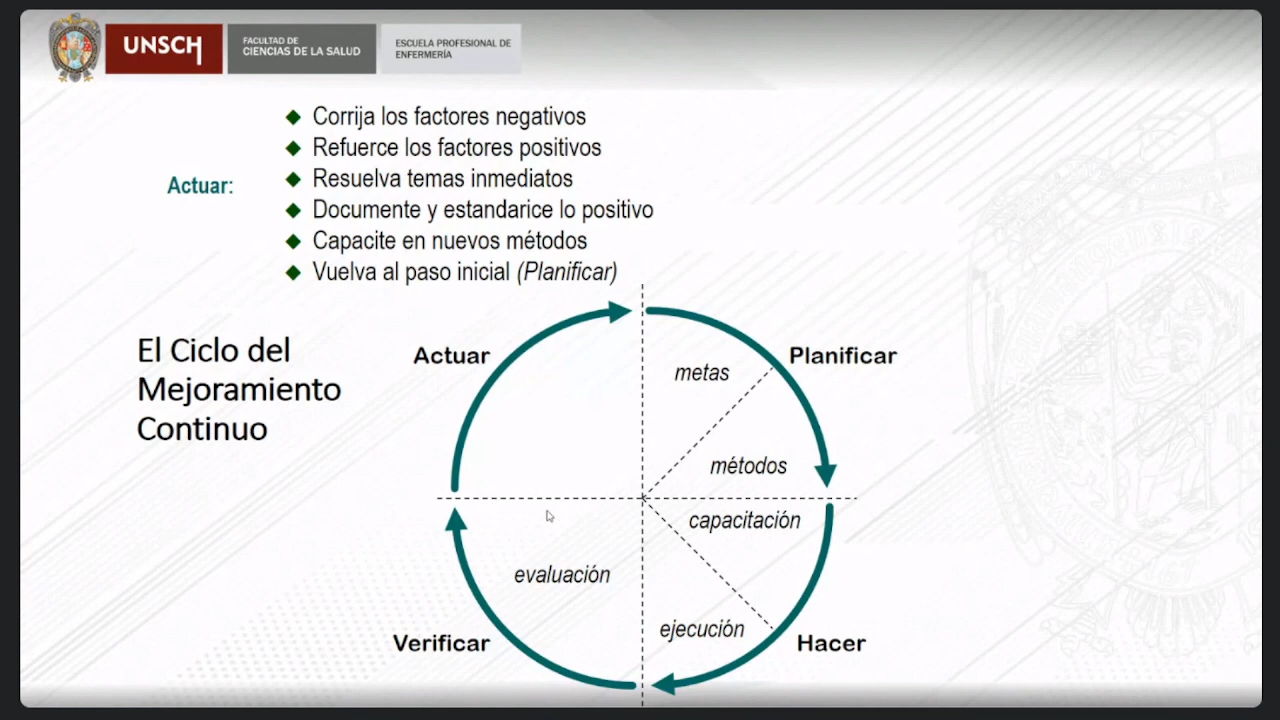 UNSCH
FACULTAD DE
CIENCIAS DE LA SALUD
ESCUELA PROFESIONAL DE
ENFERMERÍA
Actuar:
Corrija los factores negativos
Refuerce los factores positivos
Resuelva temas inmediatos
Documente y estandarice lo positivo
Capacite en nuevos métodos
Vuelva al paso inicial (Planificar)
El Ciclo del
Mejoramiento
Continuo
Actuar
Planificar
metas
métodos
capacitación
evaluación
ejecución
Verificar
Hacer